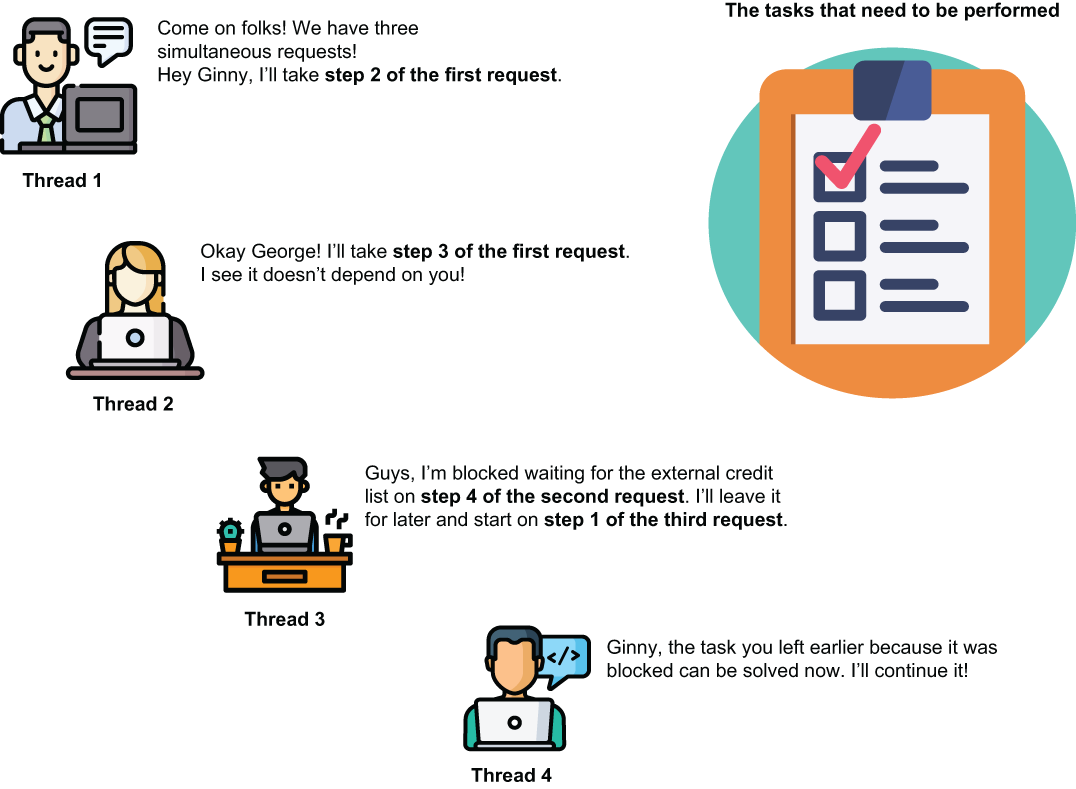 The tasks that need to be performed
Come on folks! We have three
simultaneous requests!
Hey Ginny, I’ll take step 2 of the first request.
Thread 1
Okay George! I’ll take step 3 of the first request.
I see it doesn’t depend on you!
Thread 2
Guys, I’m blocked waiting for the external credit
list on step 4 of the second request. I’ll leave it
for later and start on step 1 of the third request.
Thread 3
</>
Ginny, the task you left earlier because it was
blocked can be solved now. I’ll continue it!
Thread 4